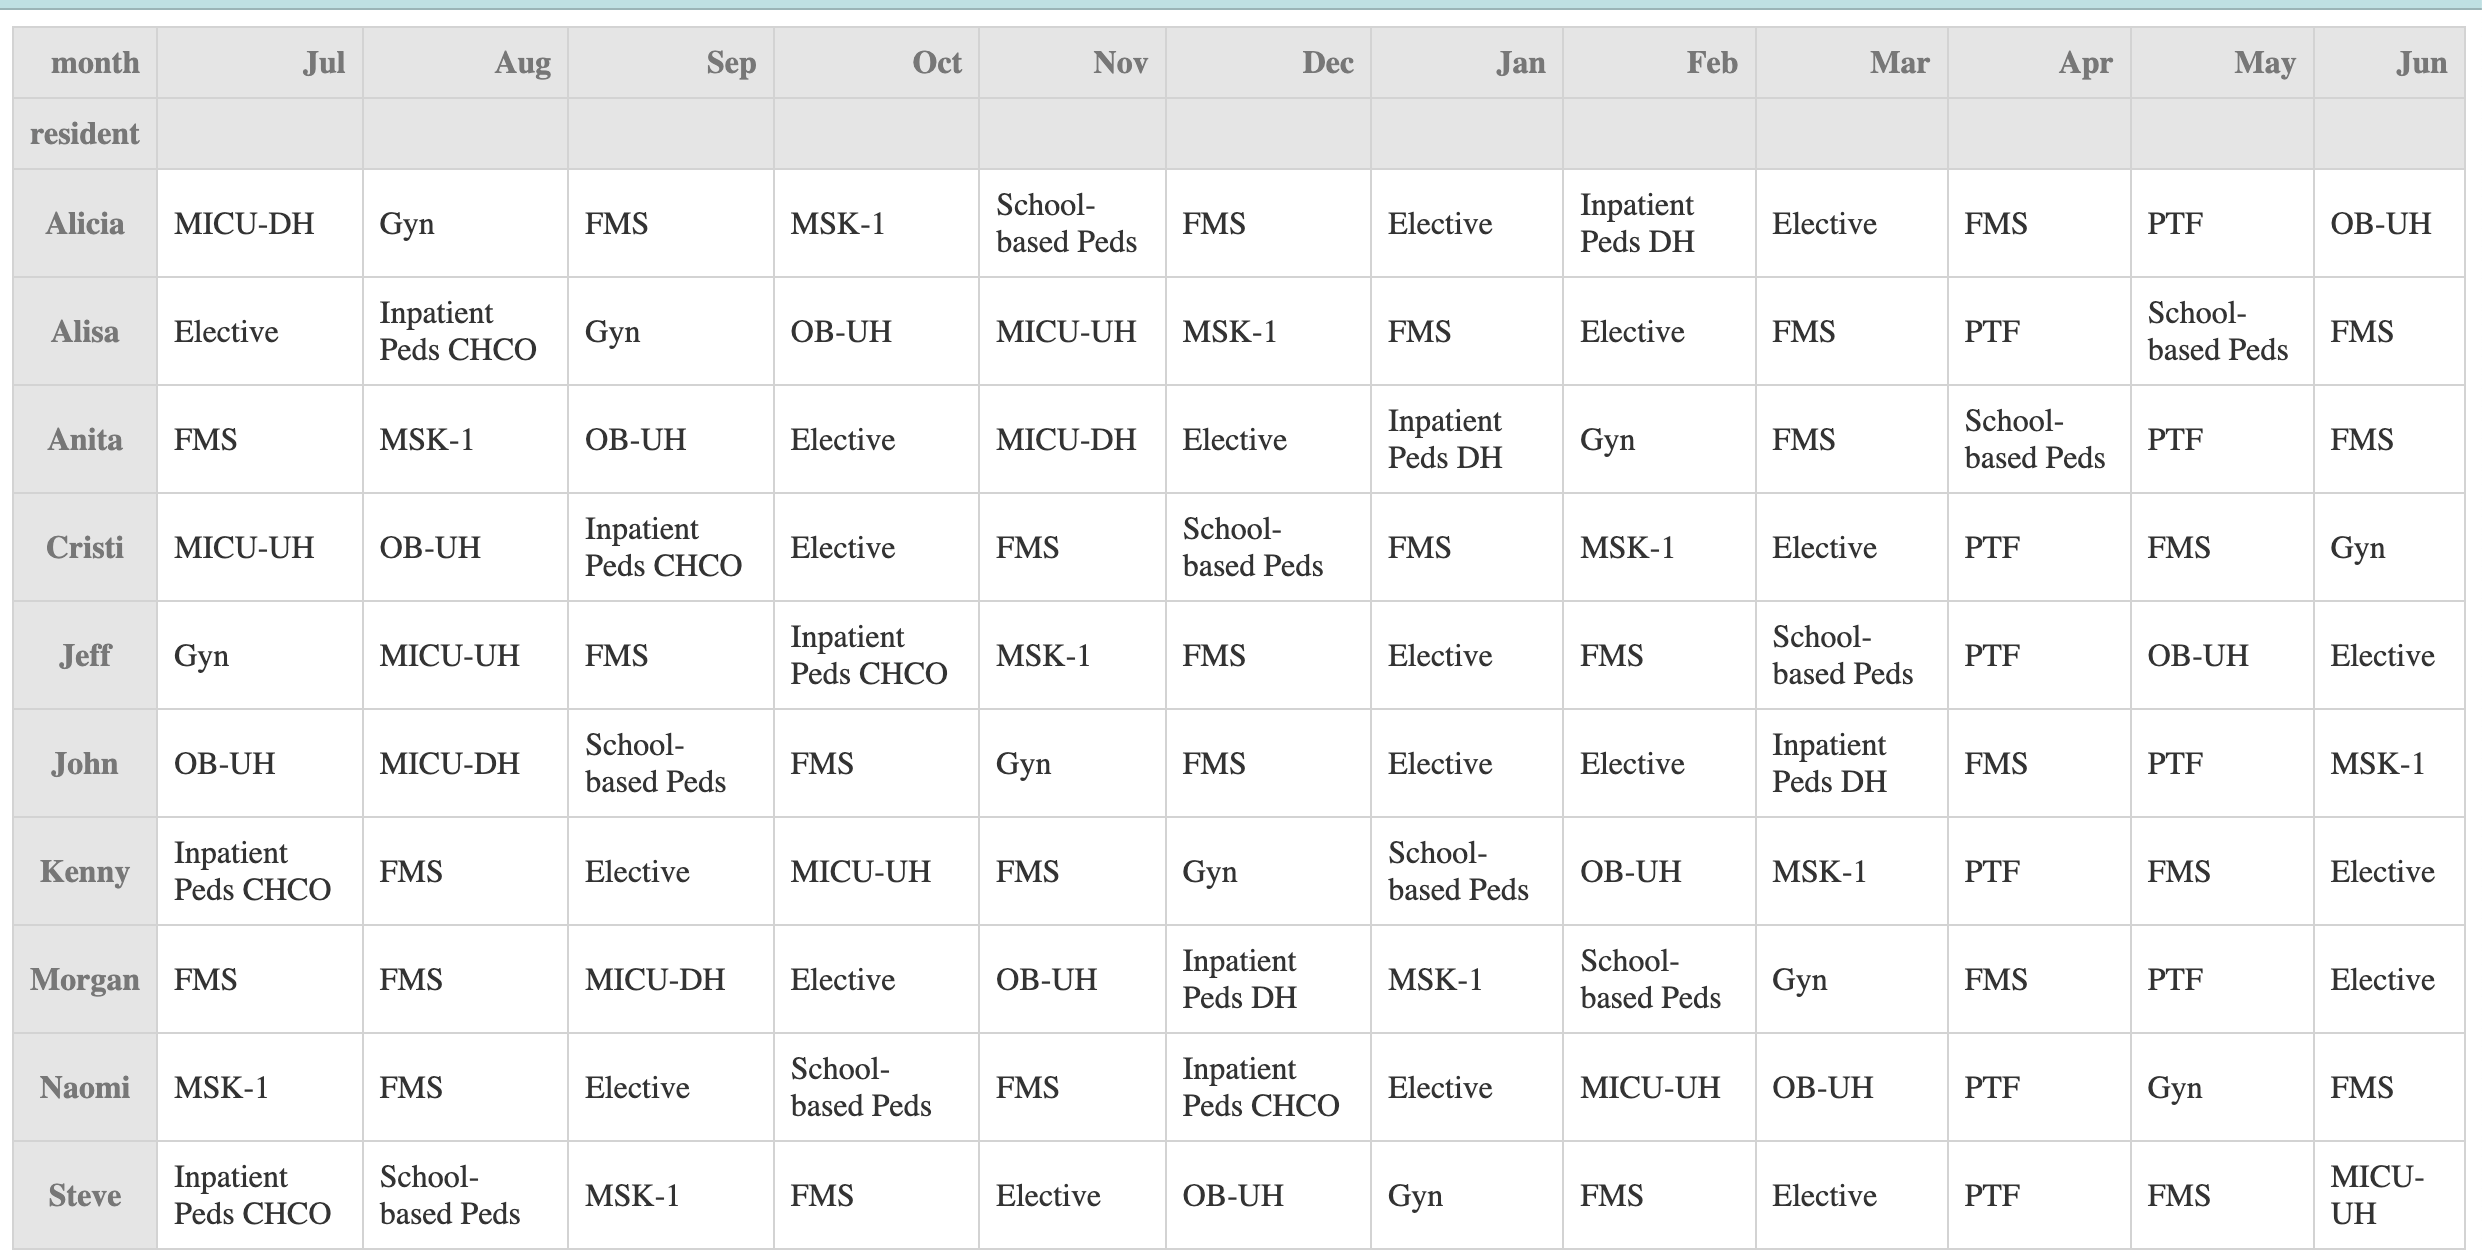 month Jul Aug Sep Oct Nov Dec Jan Feb Mar Apr May Jun
resident
Alicia MICU-DH Gyn FMS MSK-1 School-based Peds FMS Elective Inpatient Peds DH Elective FMS PTF OB-UH
Alisa Elective Inpatient Peds CHCO Gyn OB-UH MICU-UH MSK-1 FMS Elective FMS PTF School-based Peds FMS
Anita FMS MSK-1 OB-UH Elective MICU-DH Elective Inpatient Peds DH Gyn FMS School-based Peds PTF FMS
Cristi MICU-UH OB-UH Inpatient Peds CHCO Elective FMS School-based Peds FMS MSK-1 Elective PTF FMS Gyn
Jeff Gyn MICU-UH FMS Inpatient Peds CHCO MSK-1 FMS Elective FMS School-based Peds PTF OB-UH Elective
John OB-UH MICU-DH School-based Peds FMS Gyn FMS Elective Elective Inpatient Peds DH FMS PTF MSK-1
Kenny Inpatient Peds CHCO FMS Elective MICU-UH FMS Gyn School-based Peds OB-UH MSK-1 PTF FMS Elective
Morgan FMS FMS MICU-DH Elective OB-UH Inpatient Peds DH MSK-1 School-based Peds Gyn FMS PTF Elective
Naomi MSK-1 FMS Elective School-based Peds FMS Inpatient Peds CHCO Elective MICU-UH OB-UH PTF Gyn FMS
Steve Inpatient Peds CHCO School-based Peds MSK-1 FMS Elective OB-UH Gyn FMS Elective PTF FMS MICU-UH